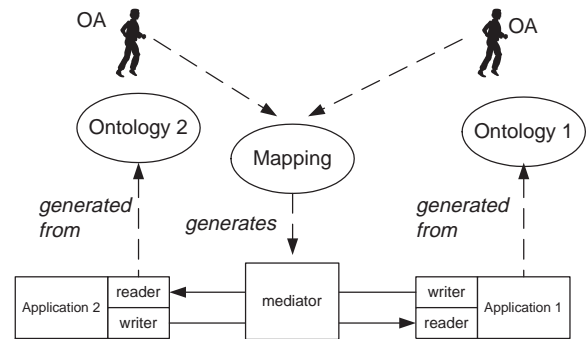 OA
OA
Ontology 2
Ontology 1
Mapping
generated
from
generates
generated
from
reader
writer
Application 2
mediator
Application 1
writer
reader